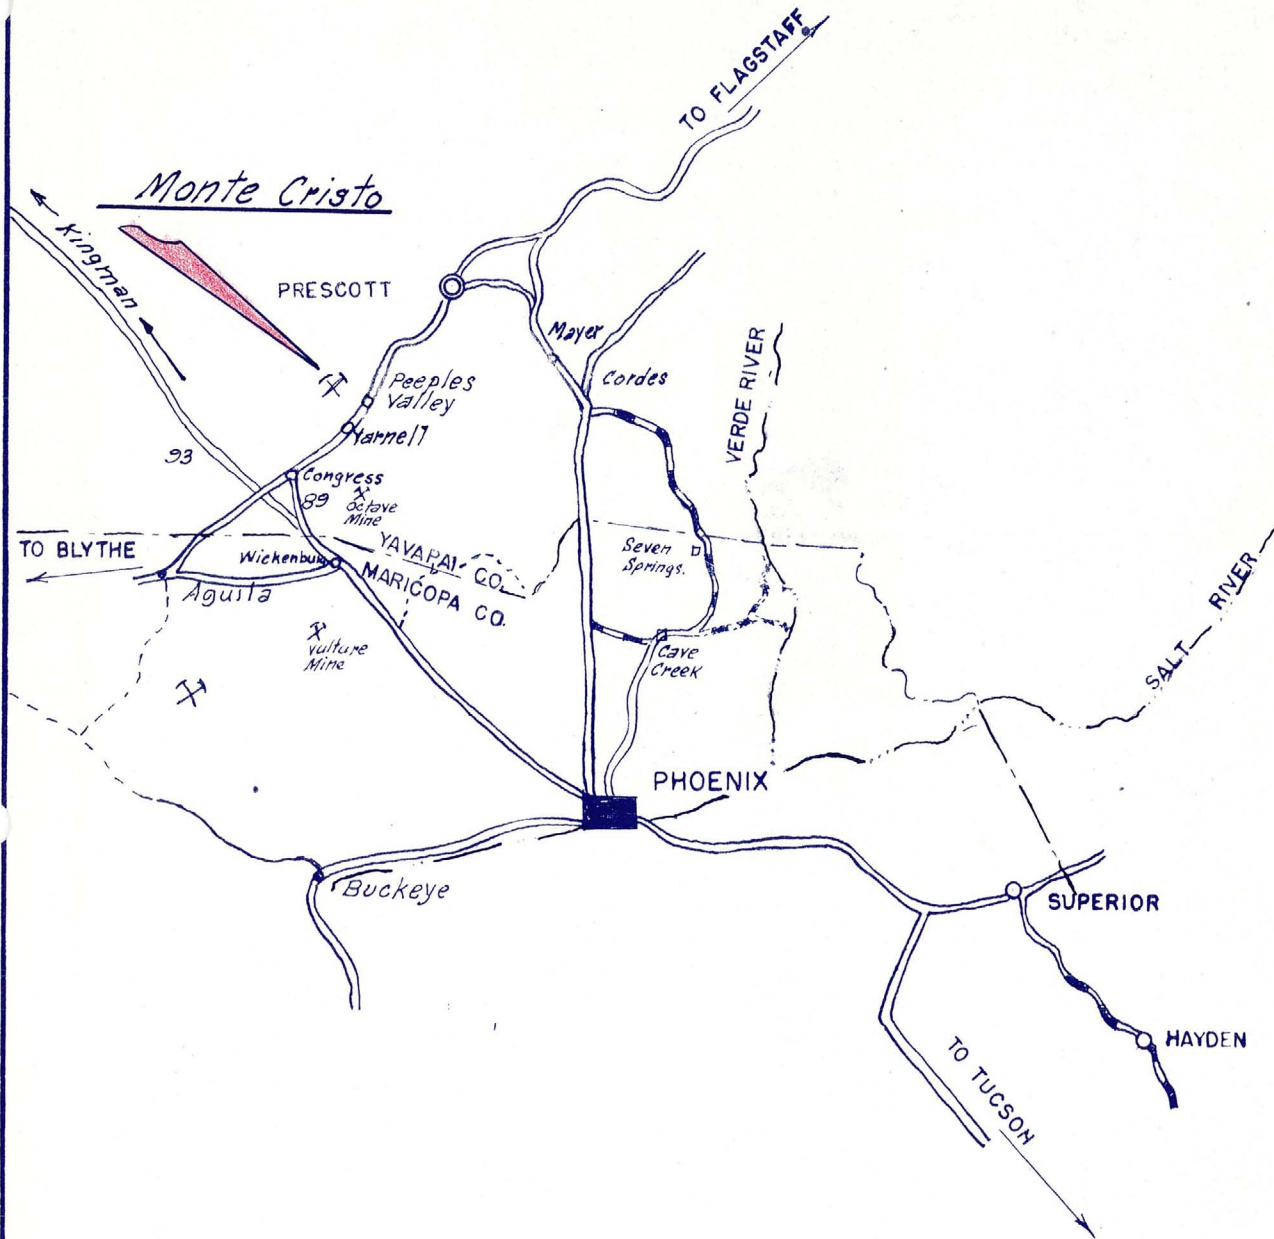 TO FLAGSTAFF
Monte Cristo
Kingman
PRESCOTT
Mayer
Cordes
Peeples
Valley
Yarnell
VERDE RIVER
93
Congress
89
Octave
Mine
TO BLYTHE
Wickenburg
YAVAPAI CO.
MARICOPA CO.
Seven
Springs.
Aguila
Vulture
Mine
Cave
Creek
SALT RIVER
PHOENIX
Buckeye
SUPERIOR
HAYDEN
TO TUCSON